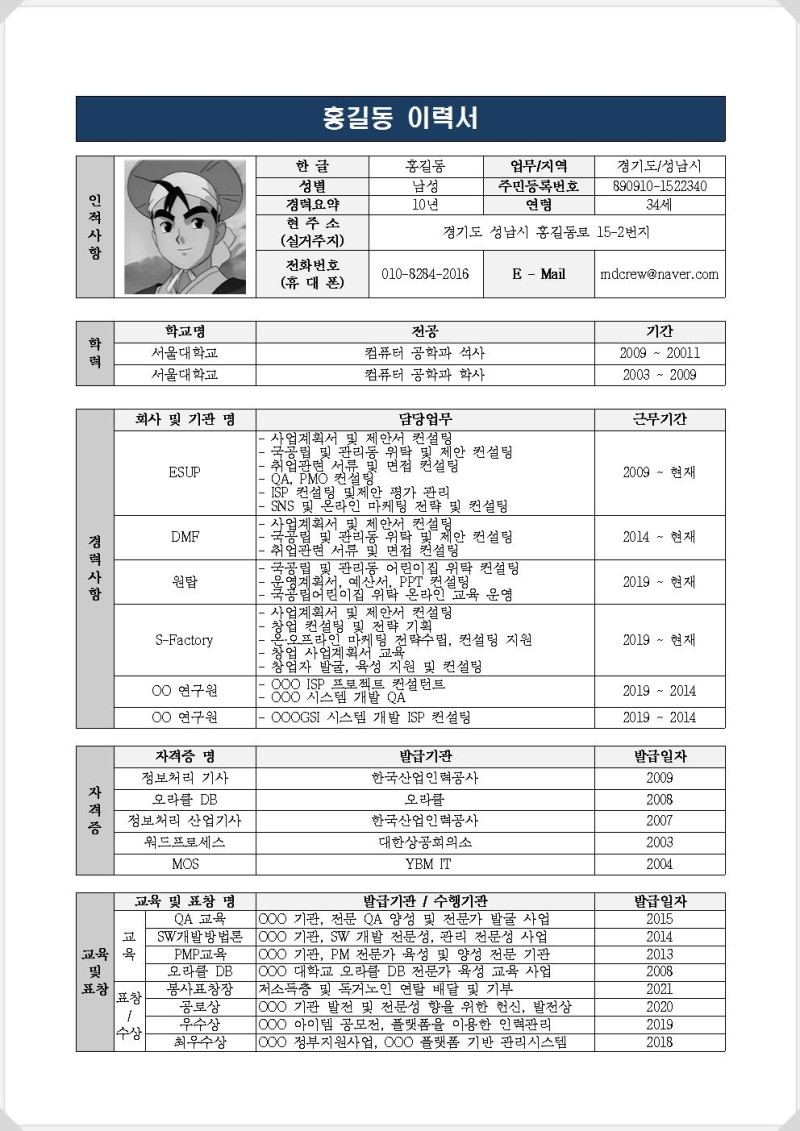 홍길동 이력서
인적사항
한 글 홍길동 업무/지역 경기도/성남시
성별 남성 주민등록번호 890910-1522340
경력요약 10년 연령 34세
현 주 소
(실거주지) 경기도 성남시 홍길동로 15-2번지
전화번호
(휴 대 폰) 010-8284-2016 E - Mail mdcrew@naver.com
학력
학교명 전공 기간
서울대학교 컴퓨터 공학과 석사 2009 ~ 20011
서울대학교 컴퓨터 공학과 학사 2003 ~ 2009
경력사항
회사 및 기관 명 담당업무 근무기간
ESUP
- 사업계획서 및 제안서 컨설팅
- 국공립 및 관리동 위탁 및 제안 컨설팅
- 취업관련 서류 및 면접 컨설팅
- QA, PMO 컨설팅
- ISP 컨설팅 및제안 평가 관리
- SNS 및 온라인 마케팅 전략 및 컨설팅
2009 ~ 현재
DMF
- 사업계획서 및 제안서 컨설팅
- 국공립 및 관리동 위탁 및 제안 컨설팅
- 취업관련 서류 및 면접 컨설팅
2014 ~ 현재
원탑
- 국공립 및 관리동 어린이집 위탁 컨설팅
- 운영계획서, 예산서, PPT 컨설팅
- 국공립어린이집 위탁 온라인 교육 운영
2019 ~ 현재
S-Factory
- 사업계획서 및 제안서 컨설팅
- 창업 컨설팅 및 전략 기획
- 온·오프라인 마케팅 전략수립, 컨설팅 지원
- 창업 사업계획서 교육
- 창업자 발굴, 육성 지원 및 컨설팅
2019 ~ 현재
OO 연구원
- OOO ISP 프로젝트 컨설턴트
- OOO 시스템 개발 QA
2019 ~ 2014
OO 연구원 - OOOGSI 시스템 개발 ISP 컨설팅 2019 ~ 2014
자격증
자격증 명 발급기관 발급일자
정보처리 기사 한국산업인력공사 2009
오라클 DB 오라클 2008
정보처리 산업기사 한국산업인력공사 2007
워드프로세스 대한상공회의소 2003
MOS YBM IT 2004
교육
및
표창
교육 및 표창 명 발급기관 / 수행기관 발급일자
교육
QA 교육 OOO 기관, 전문 QA 양성 및 전문가 발굴 사업 2015
SW개발방법론 OOO 기관, SW 개발 전문성, 관리 전문성 사업 2014
PMP교육 OOO 기관, PM 전문가 육성 및 양성 전문 기관 2013
오라클 DB OOO 대학교 오라클 DB 전문가 육성 교육 사업 2008
표창
/
수상
봉사표창장 저소득층 및 독거노인 연탈 배달 및 기부 2021
공로상 OOO 기관 발전 및 전문성 향을 위한 헌신, 발전상 2020
우수상 OOO 아이템 공모전, 플랫폼을 이용한 인력관리 2019
최우수상 OOO 정부지원사업, OOO 플랫폼 기반 관리시스템 2018